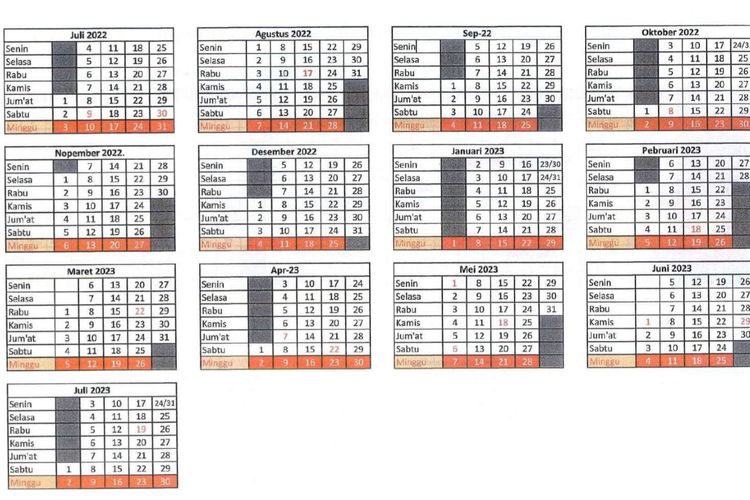 Juli 2022
Senin 4 11 18 25
Selasa 5 12 19 26
Rabu 6 13 20 27
Kamis 7 14 21 28
Jum'at 1 8 15 22 29
Sabtu 2 9 18 23 30
Minggu 3 10 17 24 31
Agustus 2022
Senin 1 8 15 22 29
Selasa 2 9 16 23 30
Rabu 3 10 17 24 31
Kamis 4 11 18 25
Jum'at 5 12 19 26
Sabtu 6 13 20 27
Minggu 7 14 21 28
Sep-22
Senin 5 12 19 26
Selasa 6 13 20 27
Rabu 7 14 21 28
Kamis 1 8 15 22 29
Jum'at 2 9 16 23 30
Sabtu 3 10 17 24
Minggu 4 11 18 25
Oktober 2022
Senin 3 10 17 24/3
Selasa 4 11 18 25
Rabu 5 12 19 26
Kamis 6 13 20 27
Jum'at 7 14 21 28
Sabtu 1 8 15 22 29
Minggu 2 9 16 23 30
Nopember 2022.
Senin 7 14 21 28
Selasa 1 8 15 22 29
Rabu 2 9 16 23 30
Kamis 3 10 17 24
Jum'at 4 11 18 25
Sabtu 5 12 19 26
Minggu 6 13 20 27
Desember 2022
Senin 5 12 19 26
Selasa 6 13 20 27
Rabu 7 14 21 28
Kamis 1 8 15 22 29
Jum'at 2 9 16 23 30
Sabtu 3 10 17 24 31
Minggu 4 11 18 25
Januari 2023
Senin 2 9 16 23/30
Selasa 3 10 17 24/31
Rabu 4 11 18 25
Kamis 5 12 19 26
Jum'at 6 13 20 27
Sabtu 7 14 21 28
Minggu 1 8 15 22 29
Pebruari 2023
Senin 6 13 20 27
Selasa 7 14 21 28
Rabu 1 8 15 22
Kamis 2 9 16 23
Jum'at 3 10 17 24
Sabtu 4 11 18 25
Minggu 5 12 19 26
Maret 2023
Senin 6 13 20 27
Selasa 7 14 21 28
Rabu 1 8 15 22 29
Kamis 2 9 16 23 30
Jum'at 3 10 17 24 31
Sabtu 4 11 18 25
Minggu 5 12 19 26
Apr-23
Senin 3 10 17 24
Selasa 4 11 18 25
Rabu 5 12 19 26
Kamis 6 13 20 27
Jum'at 7 14 21 28
Sabtu 1 8 15 22 29
Minggu 2 9 16 23 30
Mei 2023
Senin 1 8 15 22 29
Selasa 2 9 16 23 30
Rabu 3 10 17 24 31
Kamis 4 11 18 25
Jum'at 5 12 19 26
Sabtu 6 13 20 27
Minggu 7 14 21 28
Juni 2023
Senin 5 12 19 26
Selasa 6 13 20 27
Rabu 7 14 21 28
Kamis 1 8 15 22 29
Jum'at 2 9 16 23 30
Sabtu 3 10 17 24
Minggu 4 11 18 25
Juli 2023
Senin 3 10 17 24/31
Selasa 4 11 18 25
Rabu 5 12 19 26
Kamis 6 13 20 27
Jum'at 7 14 21 28
Sabtu 1 8 15 22 29
Minggu 2 9 16 23 30